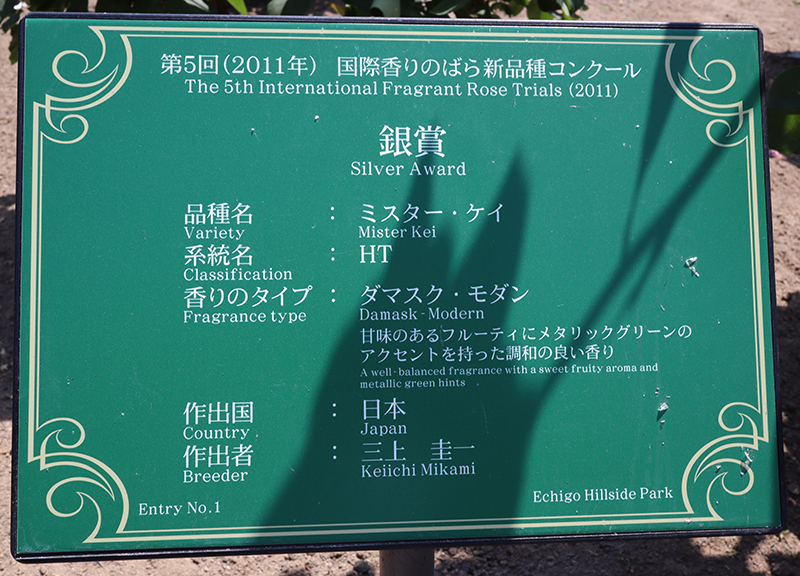 第5回（2011年） 国際香りのばら新品種コンクール
The 5th International Fragrant Rose Trials (2011)
銀賞
Silver Award
品種名 ： ミスター・ケイ
Variety Mister Kei
系統名 ： HT
Classification
香りのタイプ ： ダマスク・モダン
Fragrance type Damask-Modern
甘味のあるフルーティにメタリックグリーンの
アクセントを持った調和の良い香り
A well-balanced fragrance with a sweet fruity aroma and
metallic green hints
作出国 ： 日本
Country Japan
作出者 ： 三上 圭一
Breeder Keiichi Mikami
Entry No.1 Echigo Hillside Park